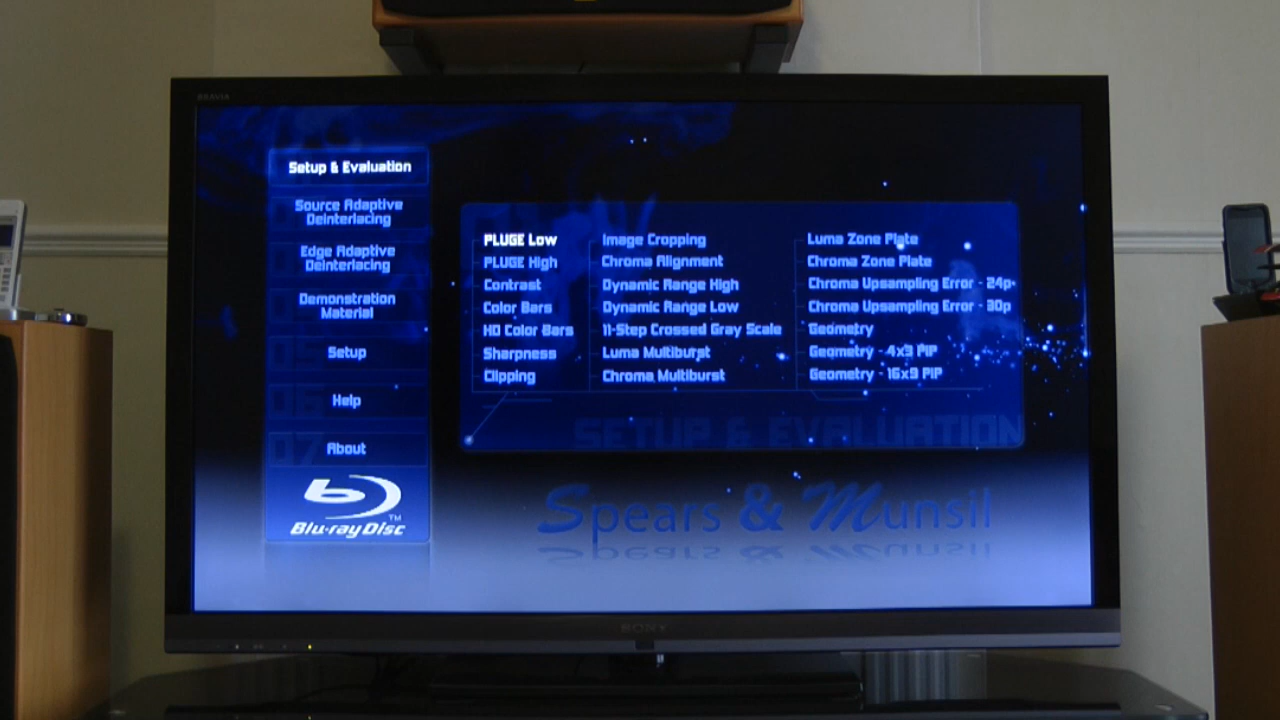 BRAVIA
Setup & Evaluation
Source Adaptive
Deinterlacing
Edge Adaptive
Deinterlacing
Demonstration
Material
Setup
Help
07
About
Blu-ray Disc
TM
PLUGE Low
PLUGE High
Contrast
Color Bars
HD Color Bars
Sharpness
Clipping
Image Cropping
Chroma Alignment
Dynamic Range High
Dynamic Range Low
11-Step Crossed Gray Scale
Luma Multiburst
Chroma Multiburst
Luma Zone Plate
Chroma Zone Plate
Chroma Upsampling Error - 24p
Chroma Upsampling Error - 30p
Geometry
Geometry - 4x3 PIP
Geometry - 16x9 PIP
SETUP & EVALUATION
Spears & Munsil
SONY